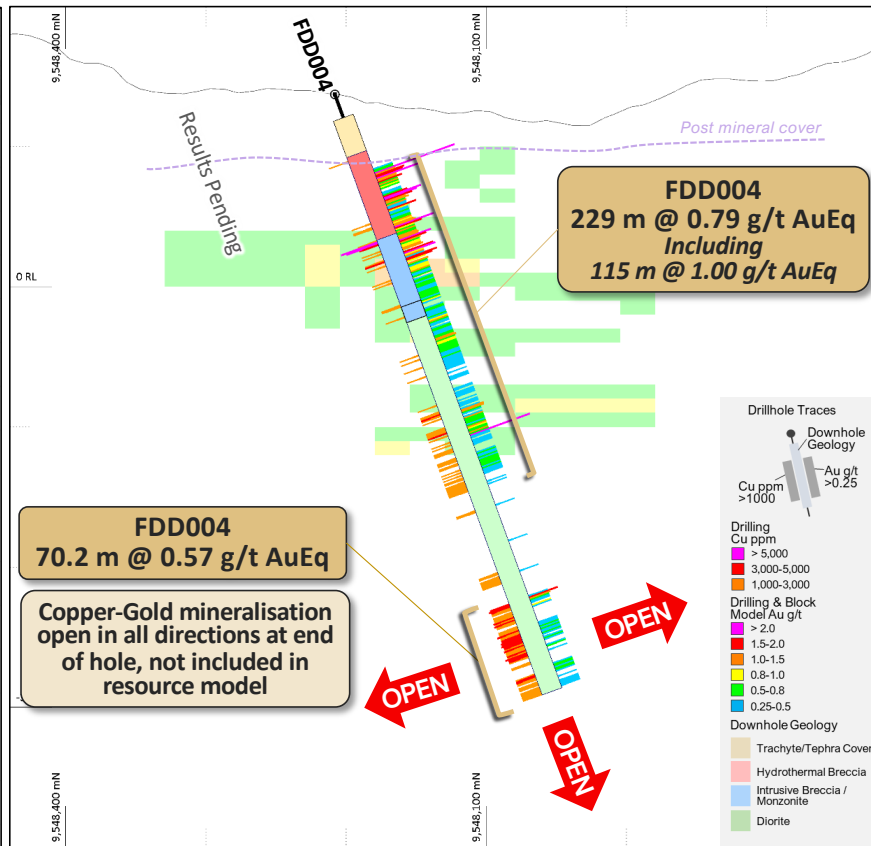 9,548,400 mN
9,548,100 mN
FDD004
Post mineral cover
Results Pending
FDD004
229 m @ 0.79 g/t AuEq
Including
115 m @ 1.00 g/t AuEq
0 RL
FDD004
70.2 m @ 0.57 g/t AuEq
Copper-Gold mineralisation
open in all directions at end
of hole, not included in
resource model
OPEN
OPEN
OPEN
Drillhole Traces
Downhole
Geology
Cu ppm
>1000
Au g/t
>0.25
Drilling
Cu ppm
> 5,000
3,000-5,000
1,000-3,000
Drilling & Block
Model Au g/t
> 2.0
1.5-2.0
1.0-1.5
0.8-1.0
0.5-0.8
0.25-0.5
Downhole Geology
Trachyte/Tephra Cover
Hydrothermal Breccia
Intrusive Breccia /
Monzonite
Diorite
9,548,400 mN
9,548,100 mN